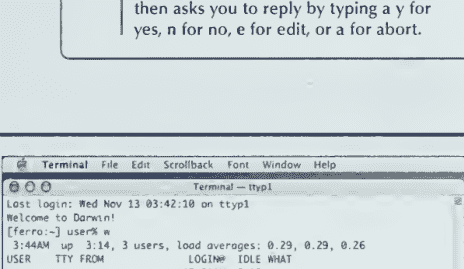 then asks you to reply by typing a y for
yes, n for no, e for edit, or a for abort.
Terminal File Edit Scrollback Font Window Help
Terminal — ttyp1
Last login: Wed Nov 13 03:42:10 on ttyp1
Welcome to Darwin!
[ferro:~] user% w
3:44AM up 3:14, 3 users, load averages: 0.29, 0.29, 0.26
USER TTY FROM LOGIN@ IDLE WHAT